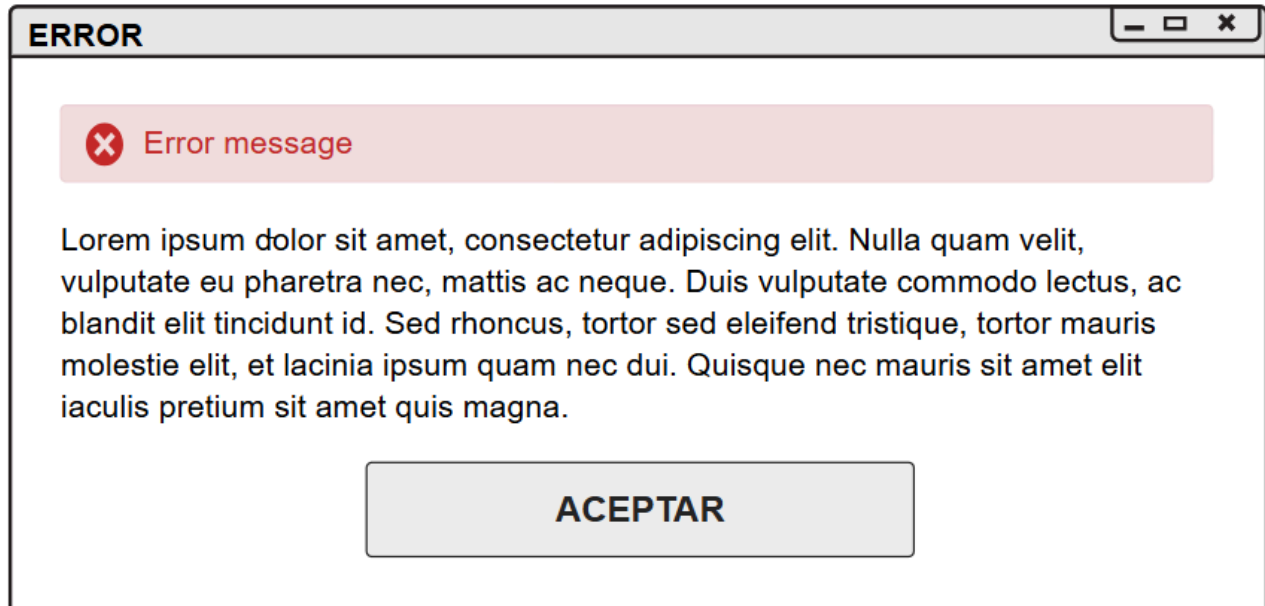 ERROR
Error message
Lorem ipsum dolor sit amet, consectetur adipiscing elit. Nulla quam velit,
vulputate eu pharetra nec, mattis ac neque. Duis vulputate commodo lectus, ac
blandit elit tincidunt id. Sed rhoncus, tortor sed eleifend tristique, tortor mauris
molestie elit, et lacinia ipsum quam nec dui. Quisque nec mauris sit amet elit
iaculis pretium sit amet quis magna.
ACEPTAR